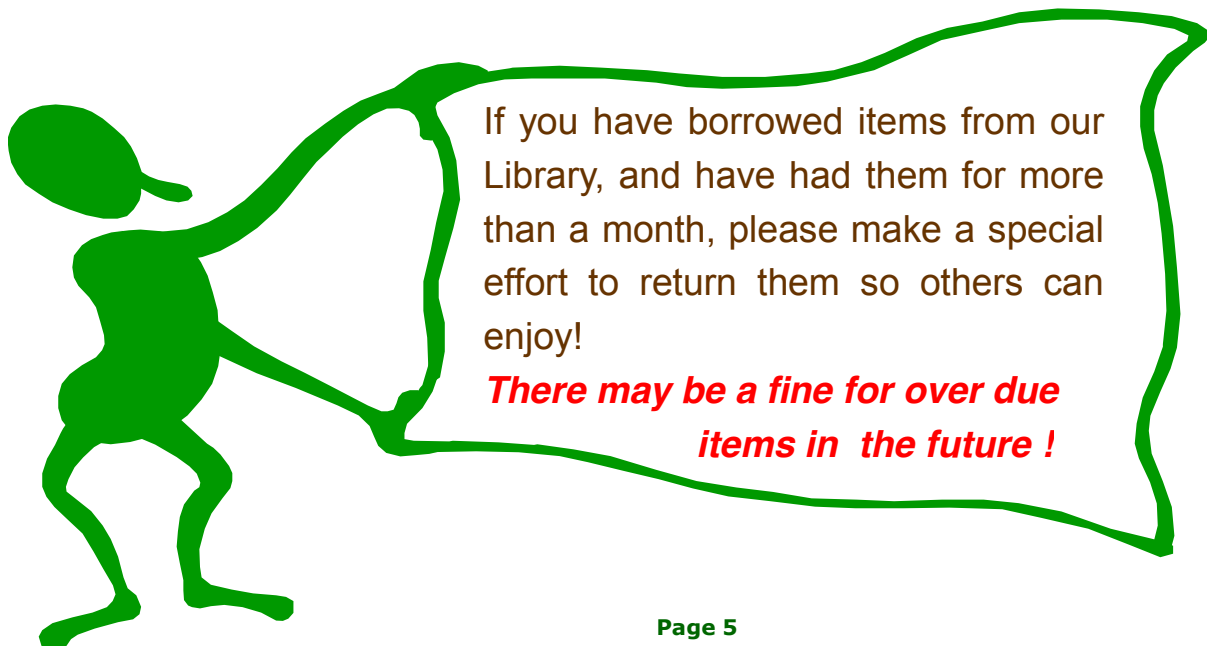 If you have borrowed items from our
Library, and have had them for more
than a month, please make a special
effort to return them so others can
enjoy!
There may be a fine for over due
items in  the future !
Page 5